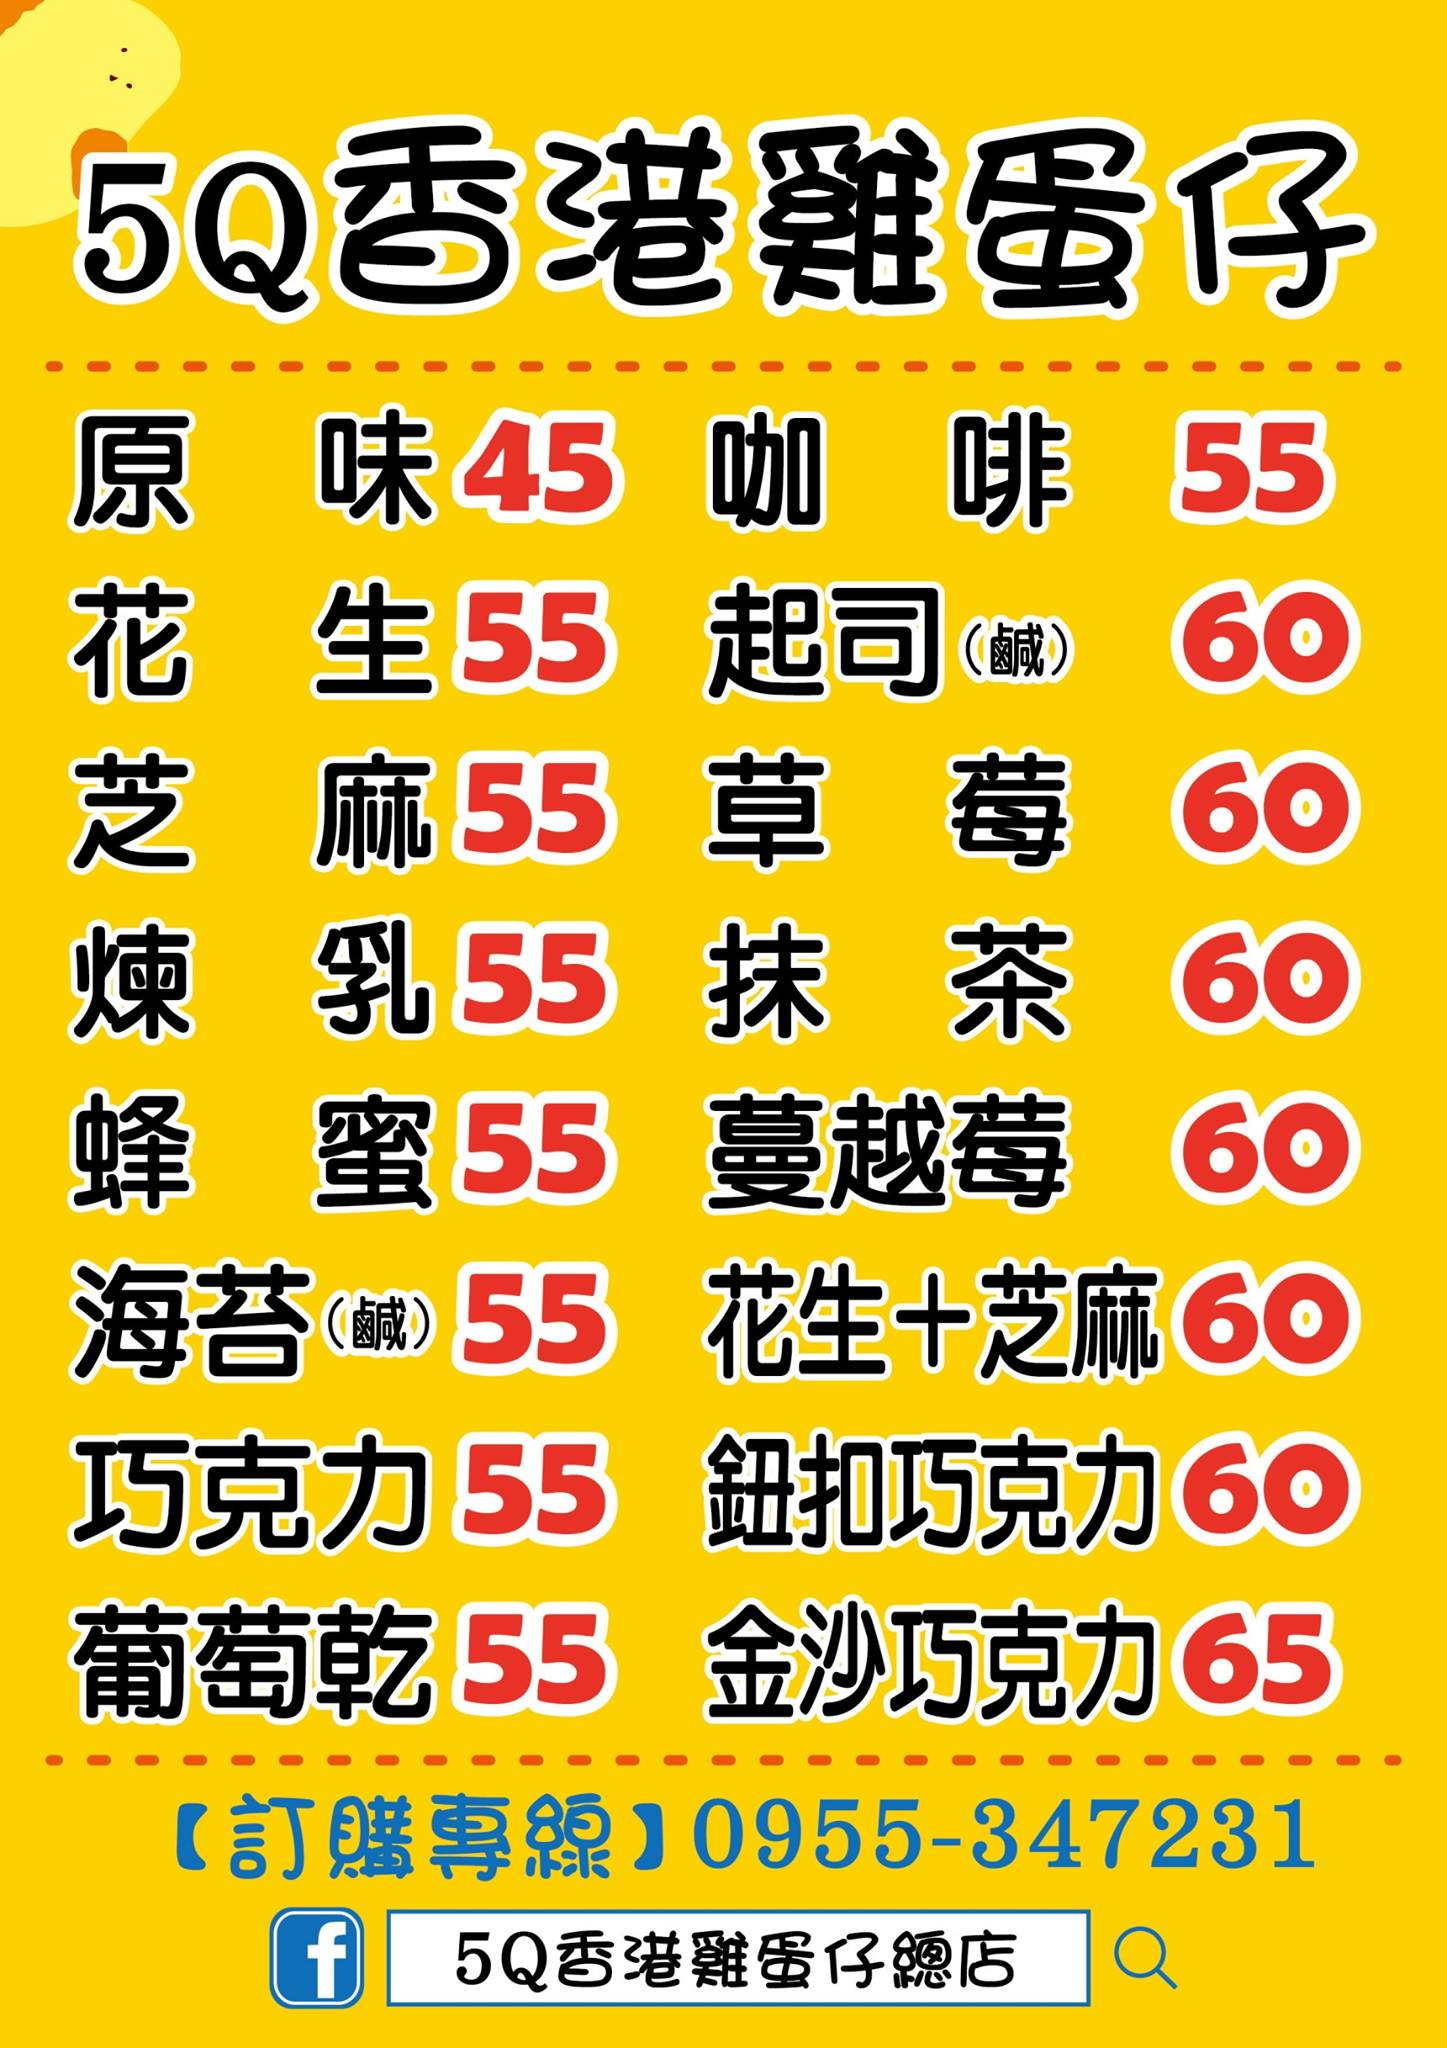 5Q香港雞蛋仔
原味 45 咖啡 55
花生 55 起司(鹹) 60
芝麻 55 草莓 60
煉乳 55 抹茶 60
蜂蜜 55 蔓越莓 60
海苔(鹹) 55 花生+芝麻 60
巧克力 55 鈕扣巧克力 60
葡萄乾 55 金沙巧克力 65
【訂購專線】0955-347231
f 5Q香港雞蛋仔總店